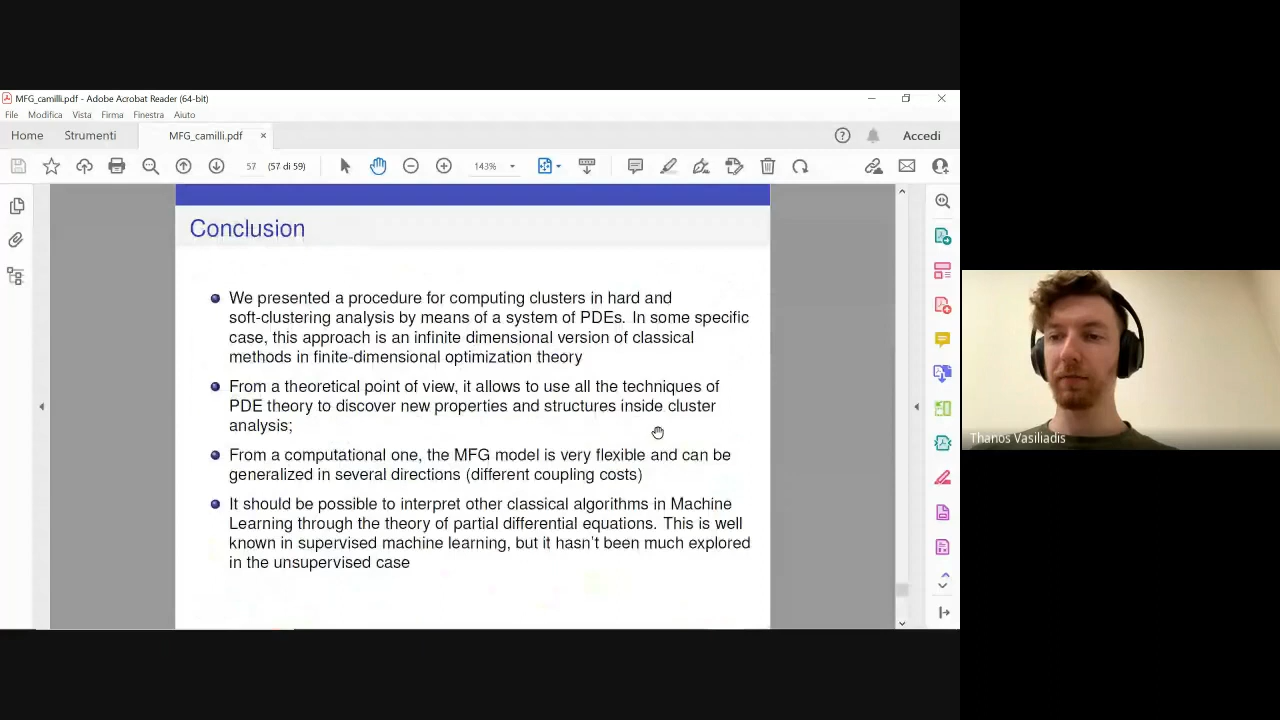 MFG_camilli.pdf - Adobe Acrobat Reader (64-bit)
File Modifica Vista Firma Finestra Aiuto
Home Strumenti MFG_camilli.pdf × Accedi
57 (57 di 59) 143%
Conclusion
We presented a procedure for computing clusters in hard and
soft-clustering analysis by means of a system of PDEs. In some specific
case, this approach is an infinite dimensional version of classical
methods in finite-dimensional optimization theory
From a theoretical point of view, it allows to use all the techniques of
PDE theory to discover new properties and structures inside cluster
analysis;
From a computational one, the MFG model is very flexible and can be
generalized in several directions (different coupling costs)
It should be possible to interpret other classical algorithms in Machine
Learning through the theory of partial differential equations. This is well
known in supervised machine learning, but it hasn't been much explored
in the unsupervised case
Thanos Vasiliadis